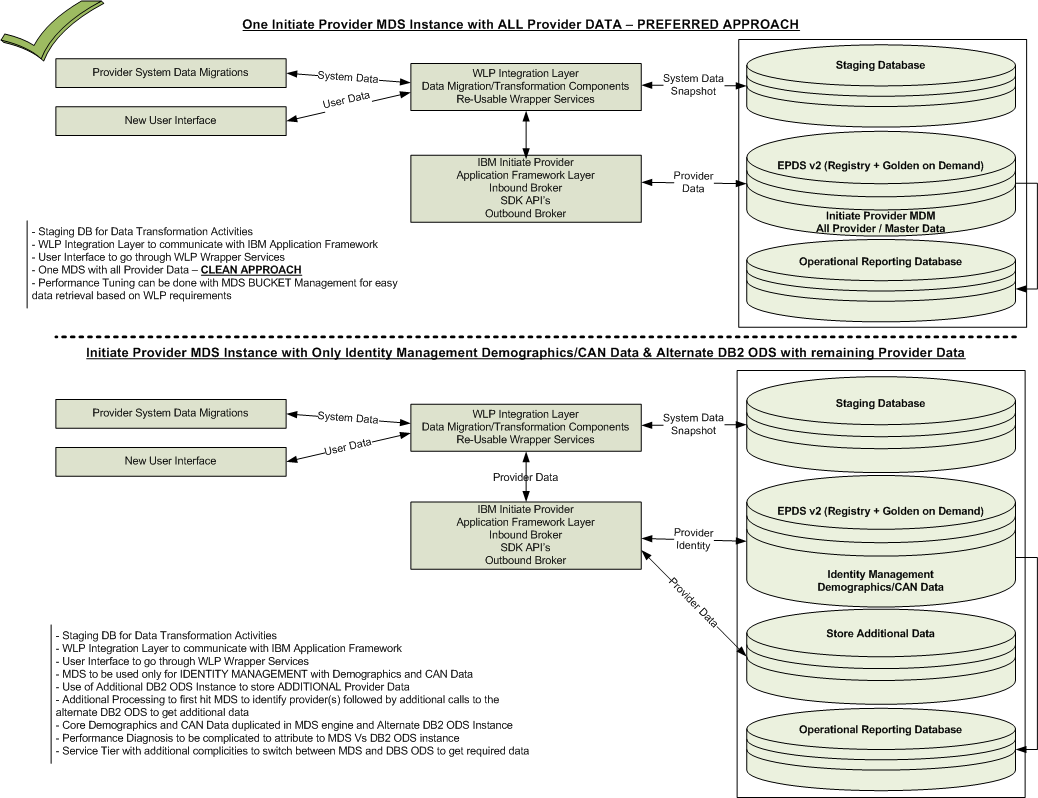 One Initiate Provider MDS Instance with ALL Provider DATA – PREFERRED APPROACH
Provider System Data Migrations
New User Interface
System Data
User Data
WLP Integration Layer
Data Migration/Transformation Components
Re-Usable Wrapper Services
System Data
Snapshot
Staging Database
IBM Initiate Provider
Application Framework Layer
Inbound Broker
SDK API's
Outbound Broker
Provider
Data
EPDS v2 (Registry + Golden on Demand)
Initiate Provider MDM
All Provider / Master Data
Operational Reporting Database
- Staging DB for Data Transformation Activities
- WLP Integration Layer to communicate with IBM Application Framework
- User Interface to go through WLP Wrapper Services
- One MDS with all Provider Data – CLEAN APPROACH
- Performance Tuning can be done with MDS BUCKET Management for easy
data retrieval based on WLP requirements
Initiate Provider MDS Instance with Only Identity Management Demographics/CAN Data & Alternate DB2 ODS with remaining Provider Data
Provider System Data Migrations
New User Interface
System Data
User Data
WLP Integration Layer
Data Migration/Transformation Components
Re-Usable Wrapper Services
System Data
Snapshot
Staging Database
Provider Data
IBM Initiate Provider
Application Framework Layer
Inbound Broker
SDK API's
Outbound Broker
Provider
Identity
Provider Data
EPDS v2 (Registry + Golden on Demand)
Identity Management
Demographics/CAN Data
Store Additional Data
Operational Reporting Database
- Staging DB for Data Transformation Activities
- WLP Integration Layer to communicate with IBM Application Framework
- User Interface to go through WLP Wrapper Services
- MDS to be used only for IDENTITY MANAGEMENT with Demographics and CAN Data
- Use of Additional DB2 ODS Instance to store ADDITIONAL Provider Data
- Additional Processing to first hit MDS to identify provider(s) followed by additional calls to the
alternate DB2 ODS to get additional data
- Core Demographics and CAN Data duplicated in MDS engine and Alternate DB2 ODS Instance
- Performance Diagnosis to be complicated to attribute to MDS Vs DB2 ODS instance
- Service Tier with additional complicities to switch between MDS and DBS ODS to get required data